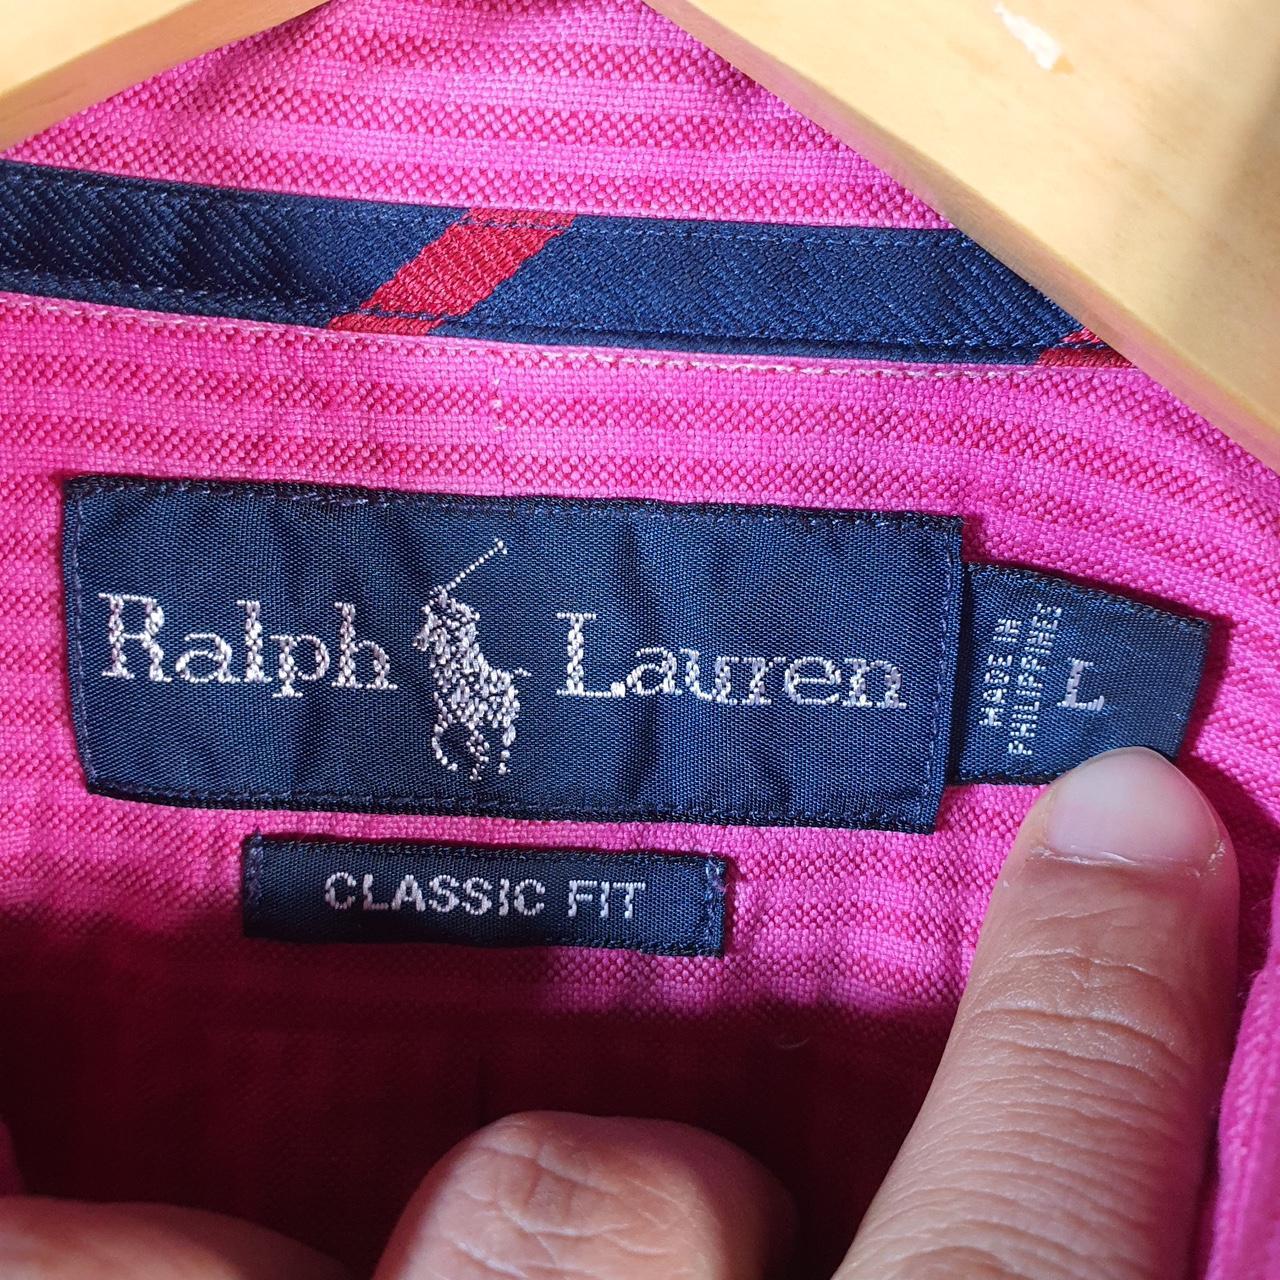 Ralph Lauren
MADE IN
PHILIPPINES
L
CLASSIC FIT